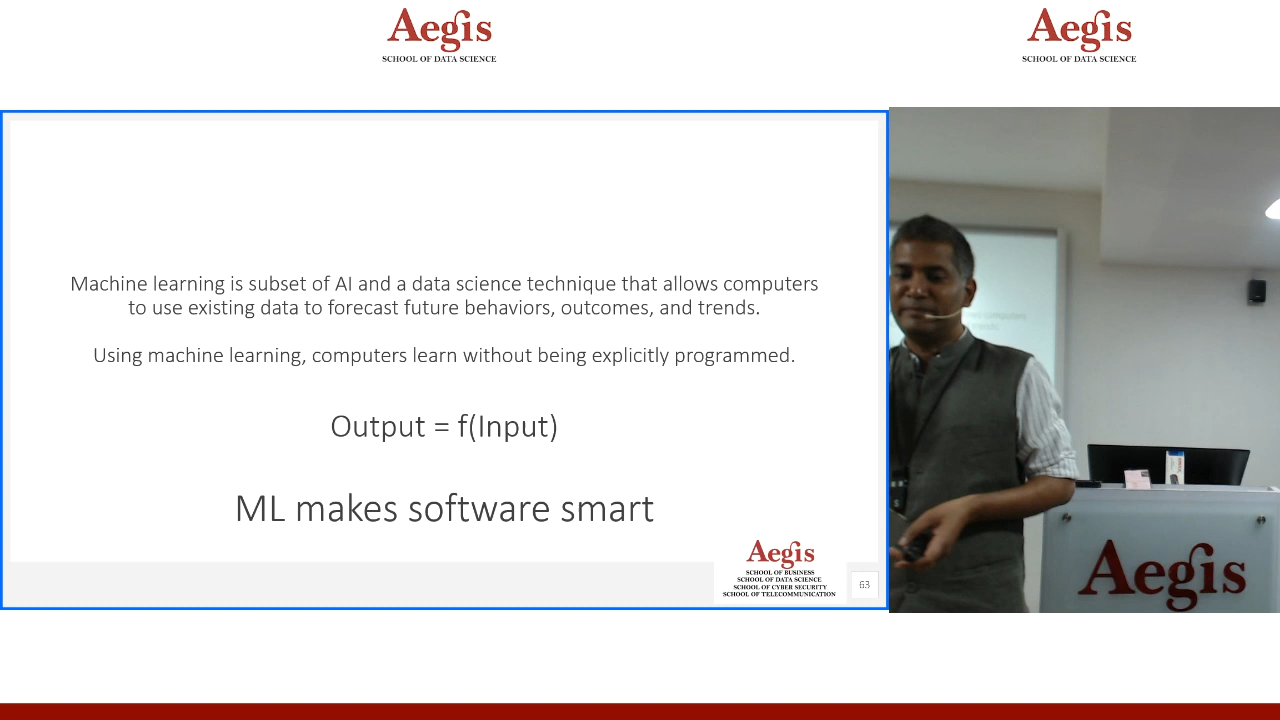 Aegis
SCHOOL OF DATA SCIENCE
Aegis
SCHOOL OF DATA SCIENCE
Machine learning is subset of AI and a data science technique that allows computers
to use existing data to forecast future behaviors, outcomes, and trends.
Using machine learning, computers learn without being explicitly programmed.
Output = f(Input)
ML makes software smart
Aegis
SCHOOL OF BUSINESS
SCHOOL OF DATA SCIENCE
SCHOOL OF CYBER SECURITY
SCHOOL OF TELECOMMUNICATION
63
Aegis